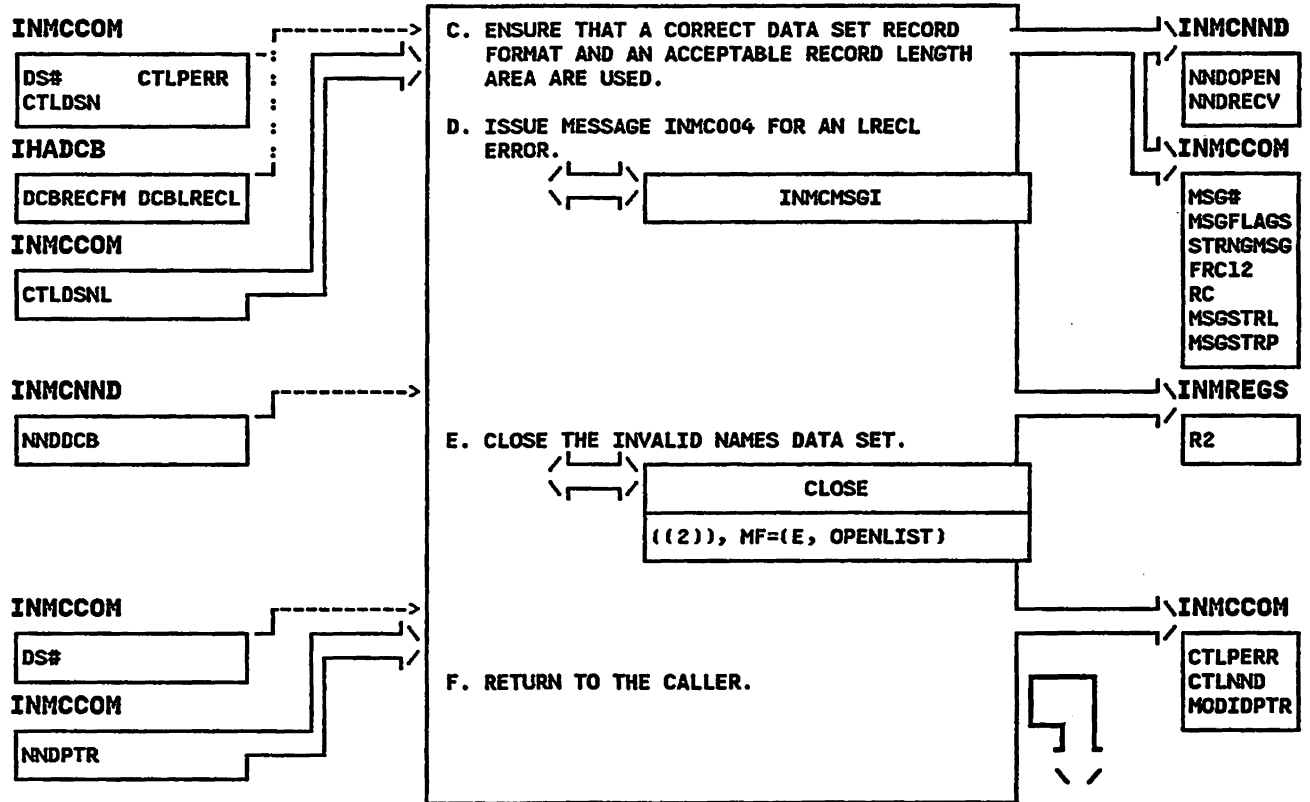 INMCCOM
DS# CTLPERR
CTLDSN
IHADCB
DCBRECFM DCBLRECL
INMCCOM
CTLDSNL
INMCNND
NNDDCB
INMCCOM
DS#
INMCCOM
NNDPTR
C. ENSURE THAT A CORRECT DATA SET RECORD
FORMAT AND AN ACCEPTABLE RECORD LENGTH
AREA ARE USED.
D. ISSUE MESSAGE INMC004 FOR AN LRECL
ERROR.
INMCMSGI
E. CLOSE THE INVALID NAMES DATA SET.
CLOSE
((2)), MF=(E, OPENLIST)
F. RETURN TO THE CALLER.
INMCNND
NNDOPEN
NNDRECV
INMCCOM
MSG#
MSGFLAGS
STRNGMSG
FRC12
RC
MSGSTRL
MSGSTRP
INMREGS
R2
INMCCOM
CTLPERR
CTLNND
MODIDPTR